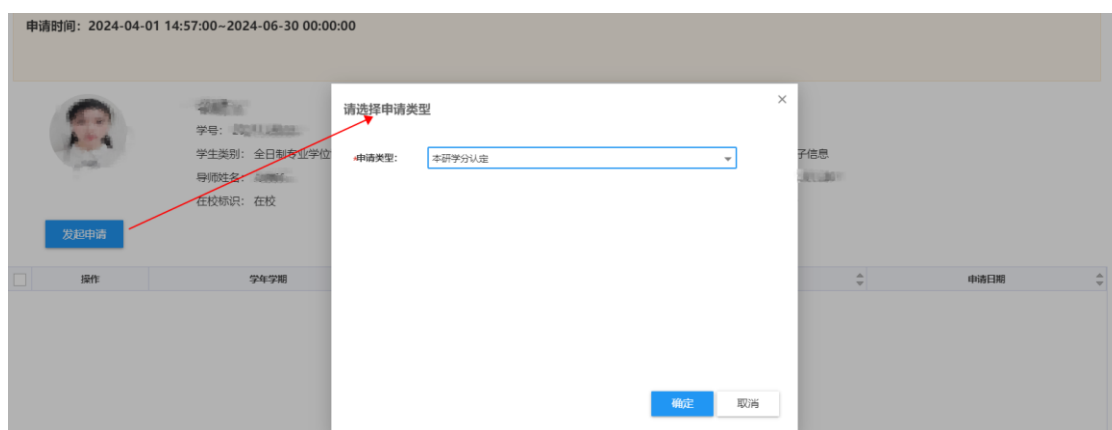 申请时间：2024-04-01 14:57:00~2024-06-30 00:00:00
请选择申请类型
×
学号：
学生类别： 全日制专业学位
*申请类型：
本研学分认定
子信息
导师姓名：
在校标识： 在校
发起申请
操作
学年学期
申请日期
确定
取消